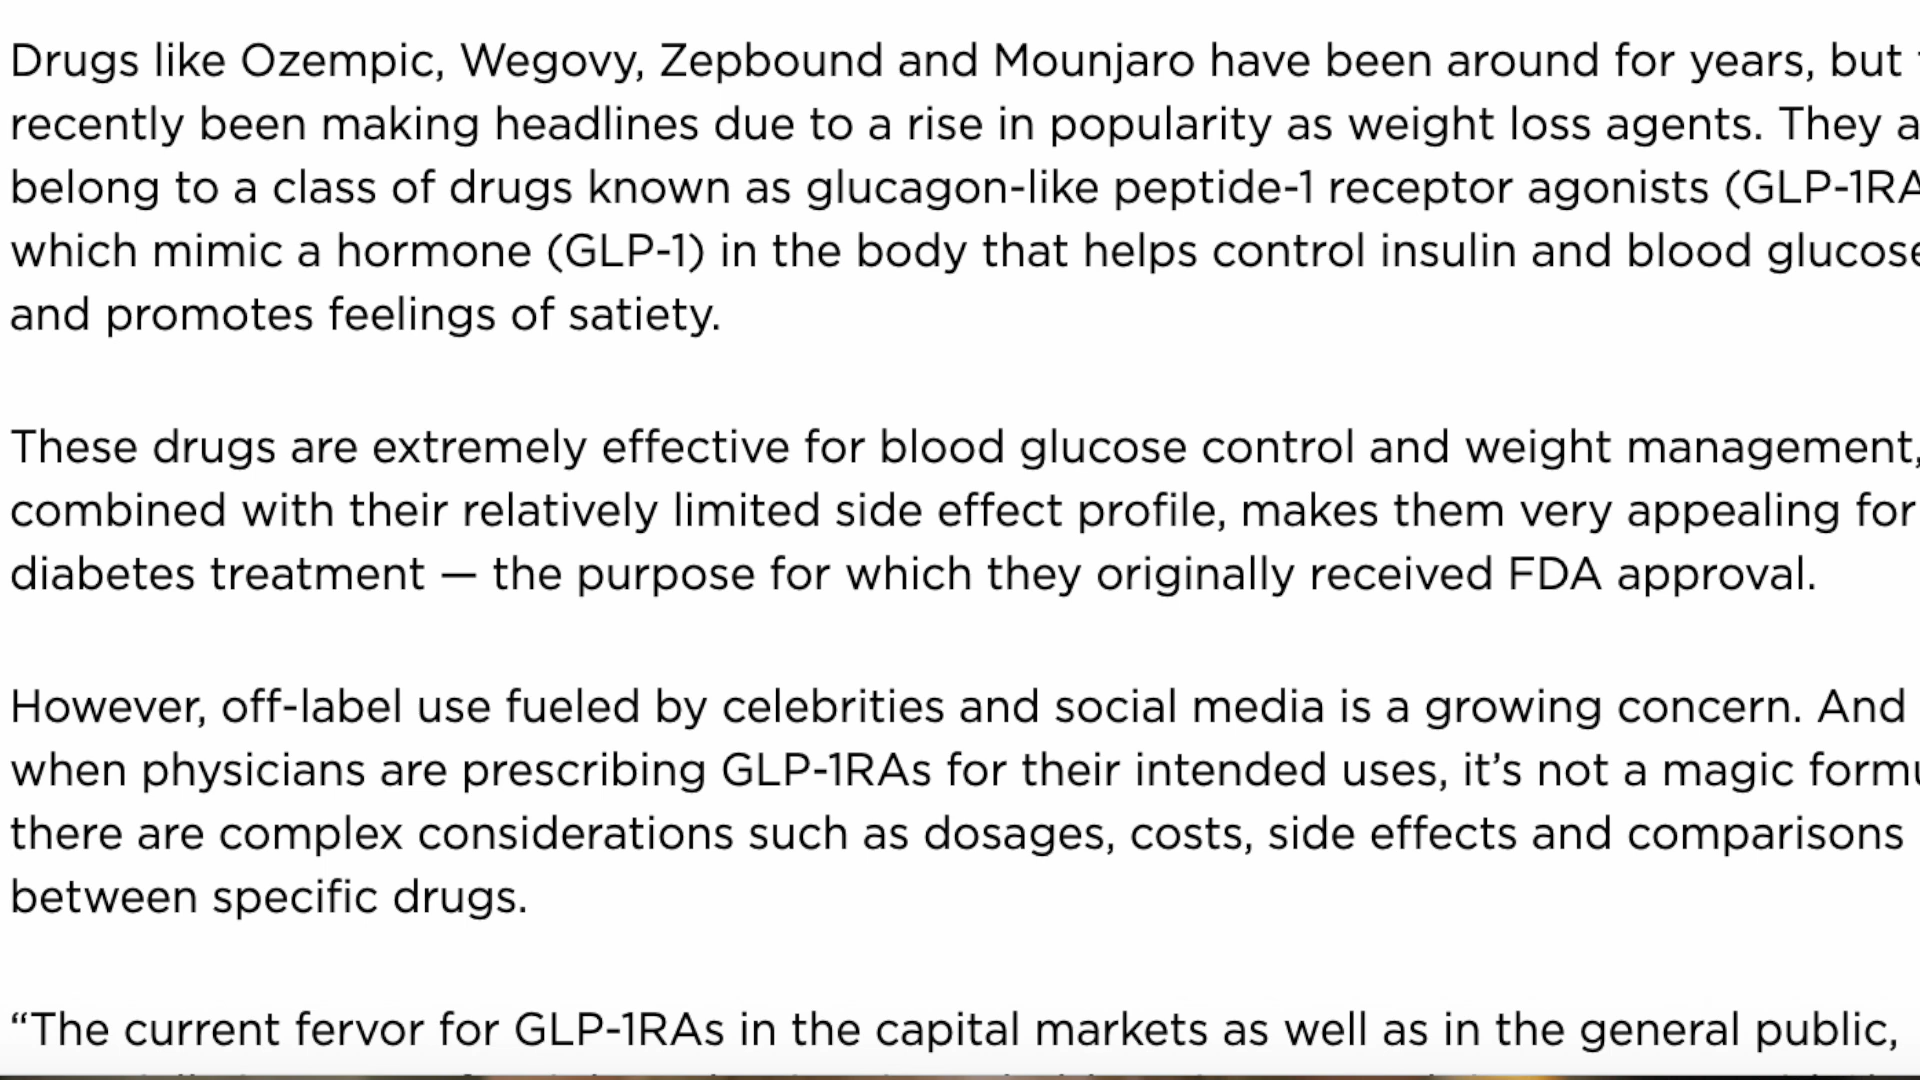 Drugs like Ozempic, Wegovy, Zepbound and Mounjaro have been around for years, but
recently been making headlines due to a rise in popularity as weight loss agents. They
belong to a class of drugs known as glucagon-like peptide-1 receptor agonists (GLP-1RA
which mimic a hormone (GLP-1) in the body that helps control insulin and blood glucose
and promotes feelings of satiety.
These drugs are extremely effective for blood glucose control and weight management,
combined with their relatively limited side effect profile, makes them very appealing for
diabetes treatment — the purpose for which they originally received FDA approval.
However, off-label use fueled by celebrities and social media is a growing concern. And
when physicians are prescribing GLP-1RAs for their intended uses, it’s not a magic
there are complex considerations such as dosages, costs, side effects and comparisons
between specific drugs.
“The current fervor for GLP-1RAs in the capital markets as well as in the general public,